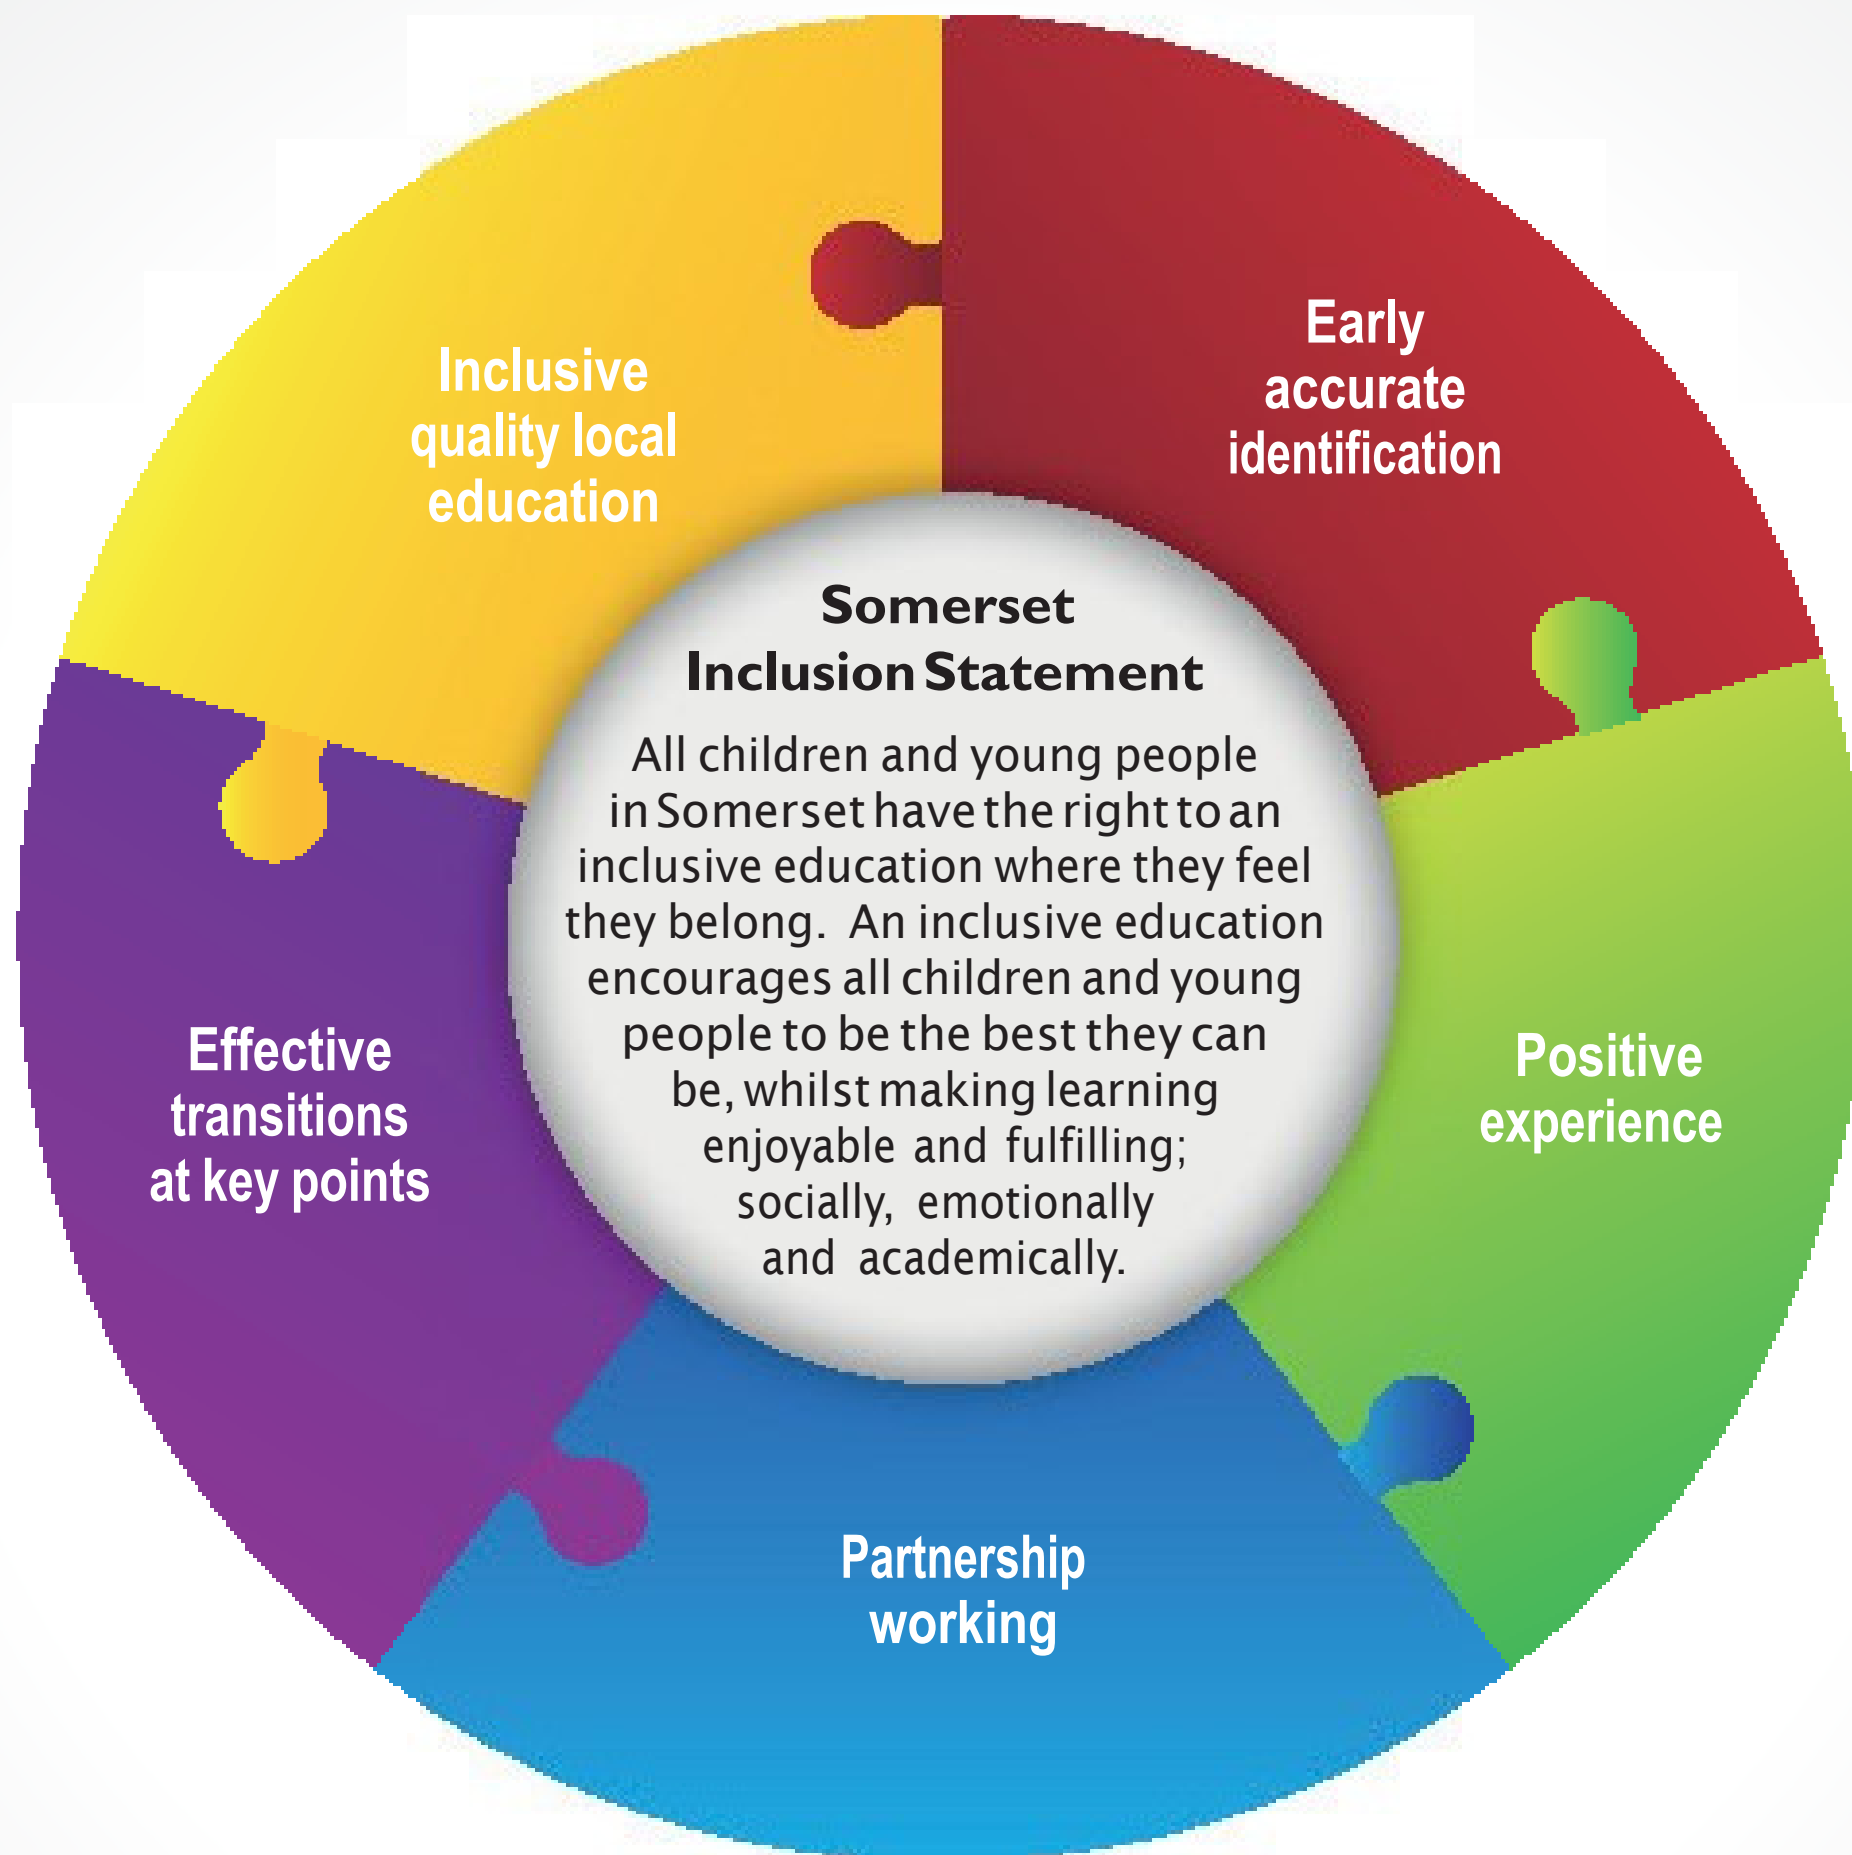 Inclusive
quality local
education
Early
accurate
identification
Somerset
Inclusion Statement
All children and young people
in Somerset have the right to an
inclusive education where they feel
they belong. An inclusive education
encourages all children and young
people to be the best they can
be, whilst making learning
enjoyable and fulfilling;
socially, emotionally
and academically.
Effective
transitions
at key points
Positive
experience
Partnership
working